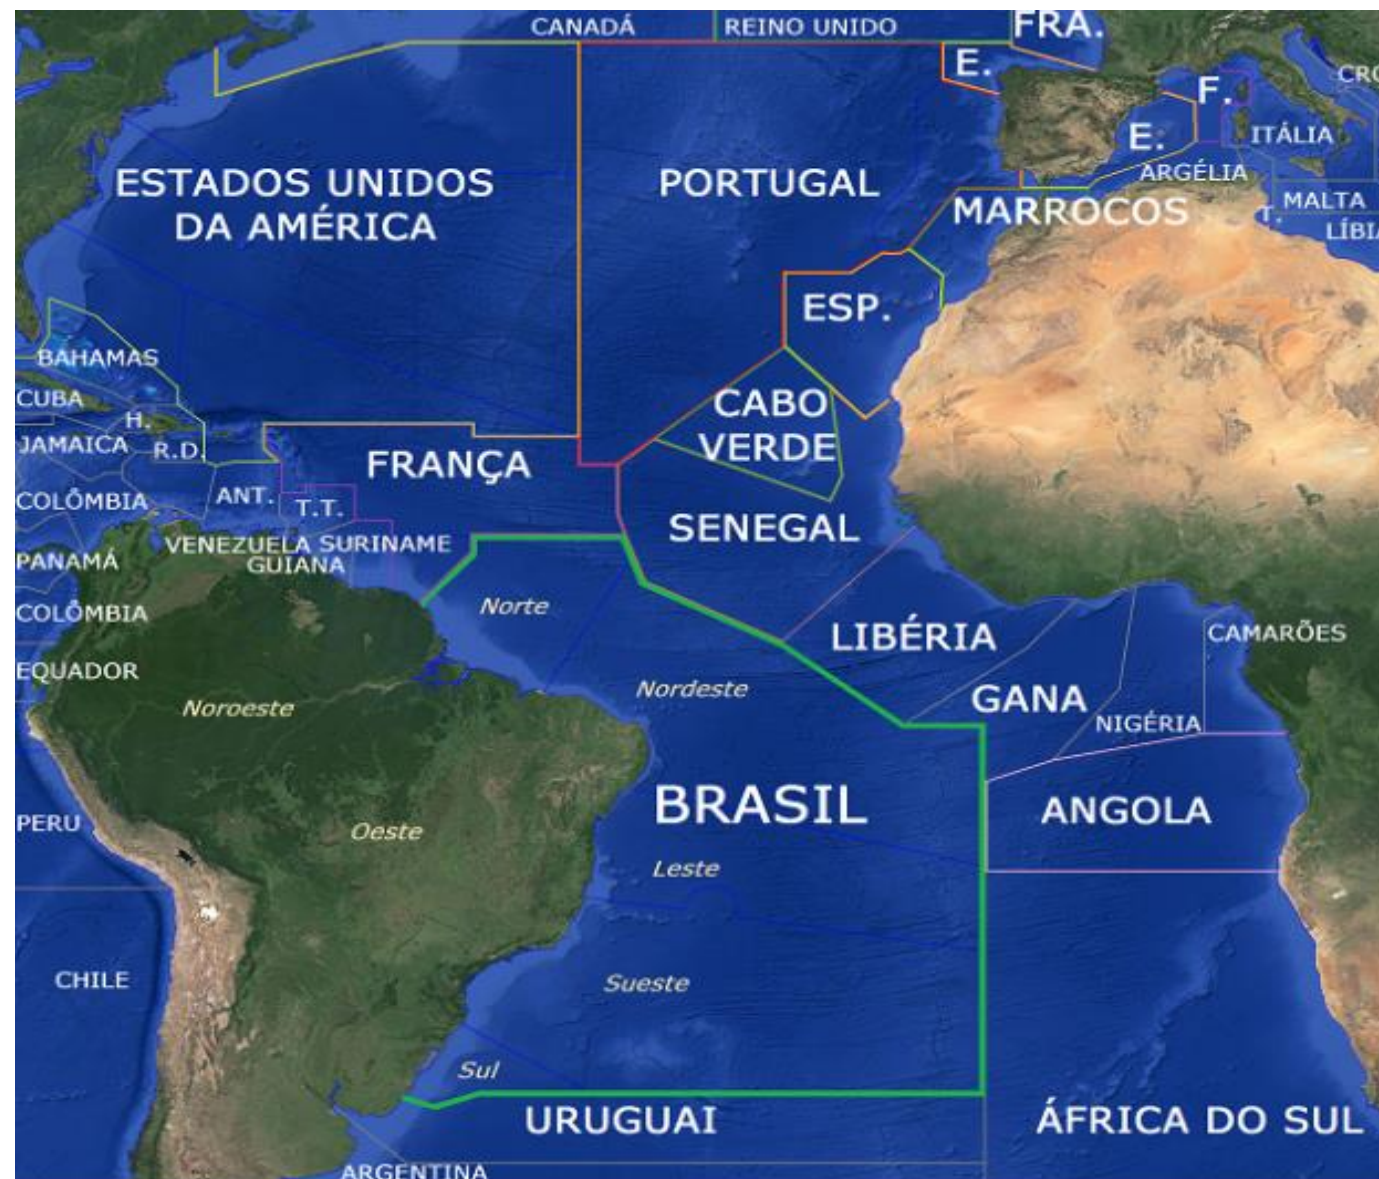 CANADÁ
REINO UNIDO
FRA.
E.
F.
CRO
E.
ITÁLIA
ESTADOS UNIDOS
DA AMÉRICA
PORTUGAL
ARGÉLIA
MARROCOS
MALTA
T.
LÍBIA
ESP.
BAHAMAS
CUBA
CABO
VERDE
H.
JAMAICA
R.D.
FRANÇA
ANT.
COLÔMBIA
T.T.
SENEGAL
VENEZUELA SURINAME
PANAMÁ
GUIANA
Norte
COLÔMBIA
LIBÉRIA
CAMARÕES
EQUADOR
Nordeste
GANA
Noroeste
NIGÉRIA
BRASIL
ANGOLA
PERU
Oeste
Leste
CHILE
Sueste
Sul
URUGUAI
ÁFRICA DO SUL
ARGENTINA